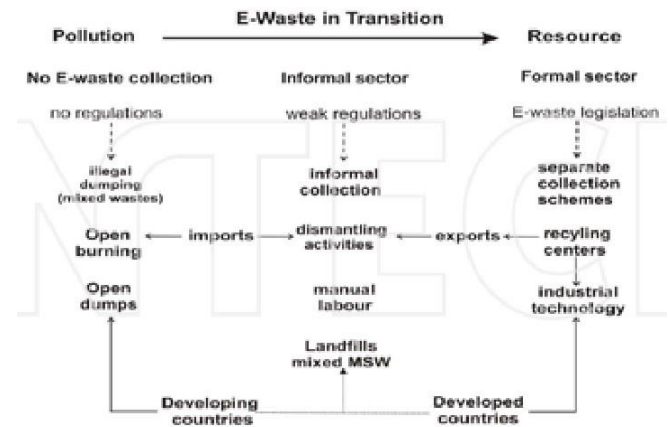 E-Waste in Transition
Pollution
Resource
No E-waste collection
Informal sector
Formal sector
no regulations
weak regulations
E-waste legislation
illegal
dumping
(mixed wastes)
informal
collection
separate
collection
schemes
Open
burning
imports
dismantling
activities
exports
recyling
centers
Open
dumps
manual
labour
industrial
technology
Landfills
mixed MSW
Developing
countries
Developed
countries